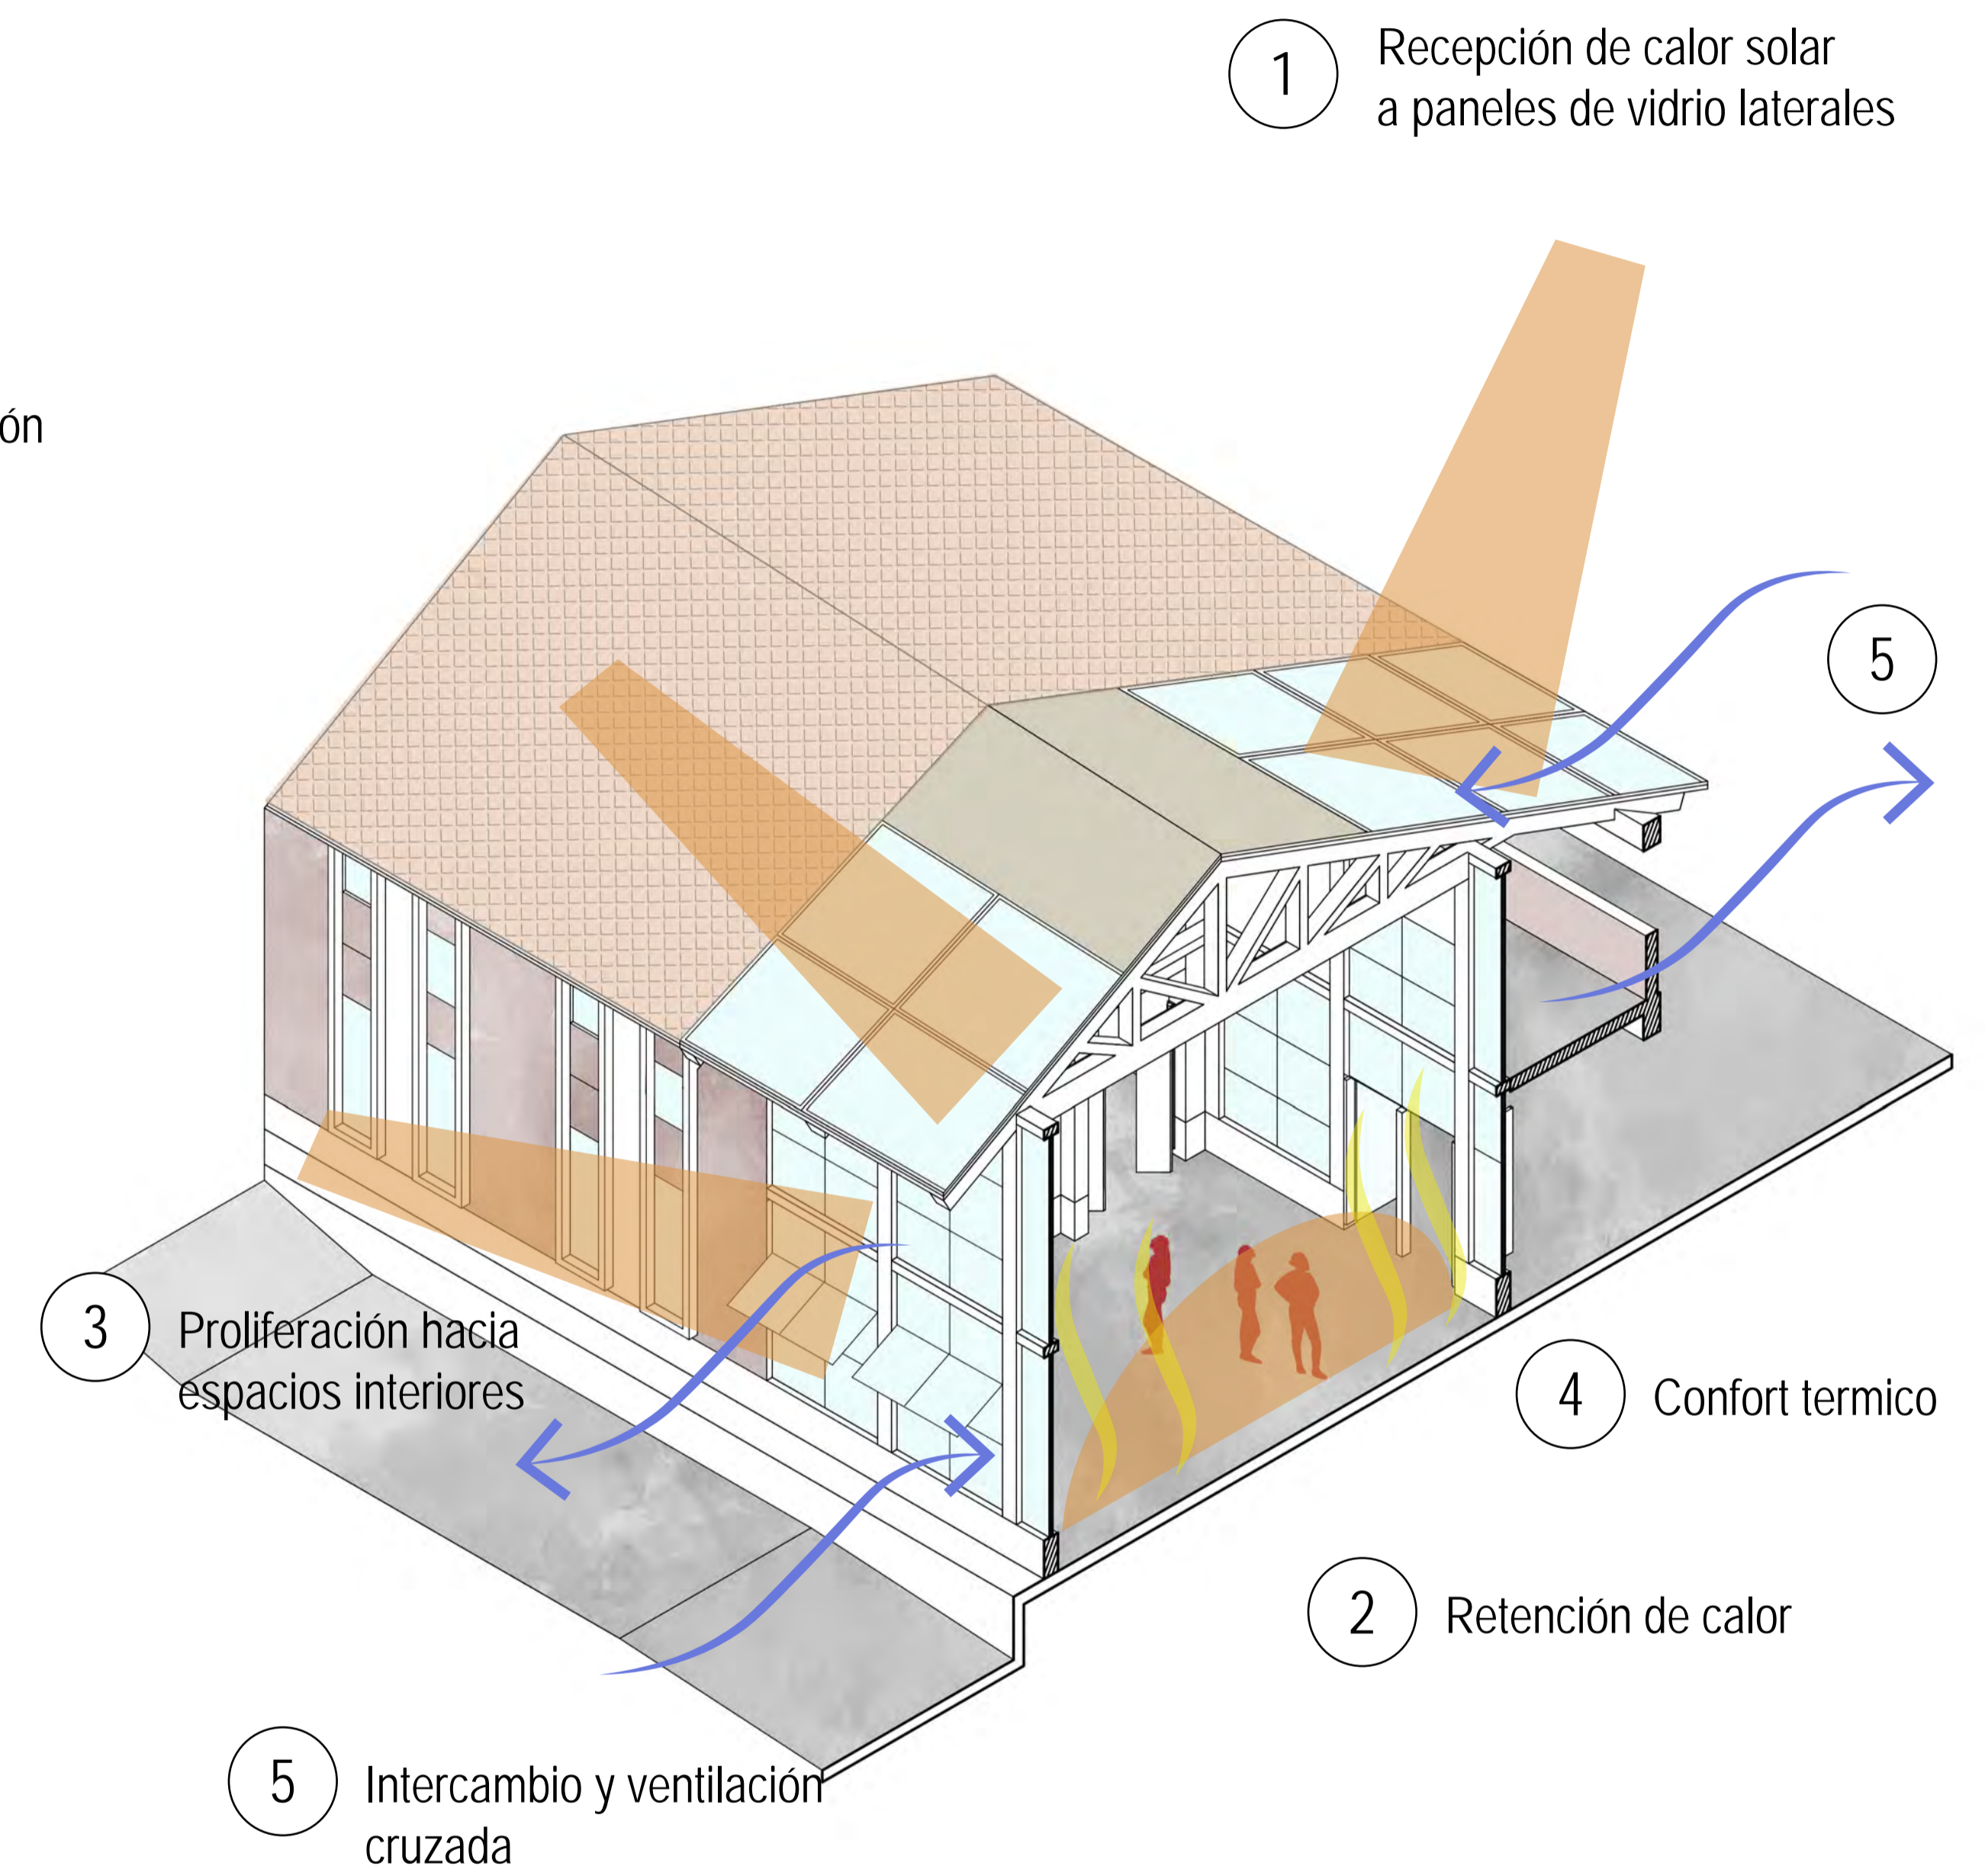 1
Recepción de calor solar
a paneles de vidrio laterales
ón
5
3
Proliferación hacia
espacios interiores
4
Confort termico
2
Retención de calor
5
Intercambio y ventilación
cruzada